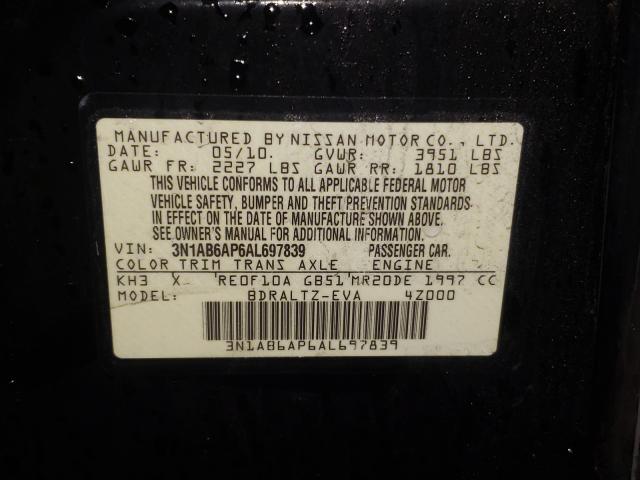 MANUFACTURED BY NISSAN MOTOR CO., LTD.
DATE: 05/10. GVWR: 3951 LBS
GAWR FR: 2227 LBS GAWR RR: 1810 LBS
THIS VEHICLE CONFORMS TO ALL APPLICABLE FEDERAL MOTOR
VEHICLE SAFETY, BUMPER AND THEFT PREVENTION STANDARDS
IN EFFECT ON THE DATE OF MANUFACTURE SHOWN ABOVE.
SEE OWNER'S MANUAL FOR ADDITIONAL INFORMATION.
VIN: 3N1AB6AP6AL697839 PASSENGER CAR.
COLOR TRIM TRANS AXLE ENGINE
KH3 X RE0F10A GB51 MR20DE 1997 CC
MODEL: BDRALTZ-EVA 4Z000
3N1AB6AP6AL697839